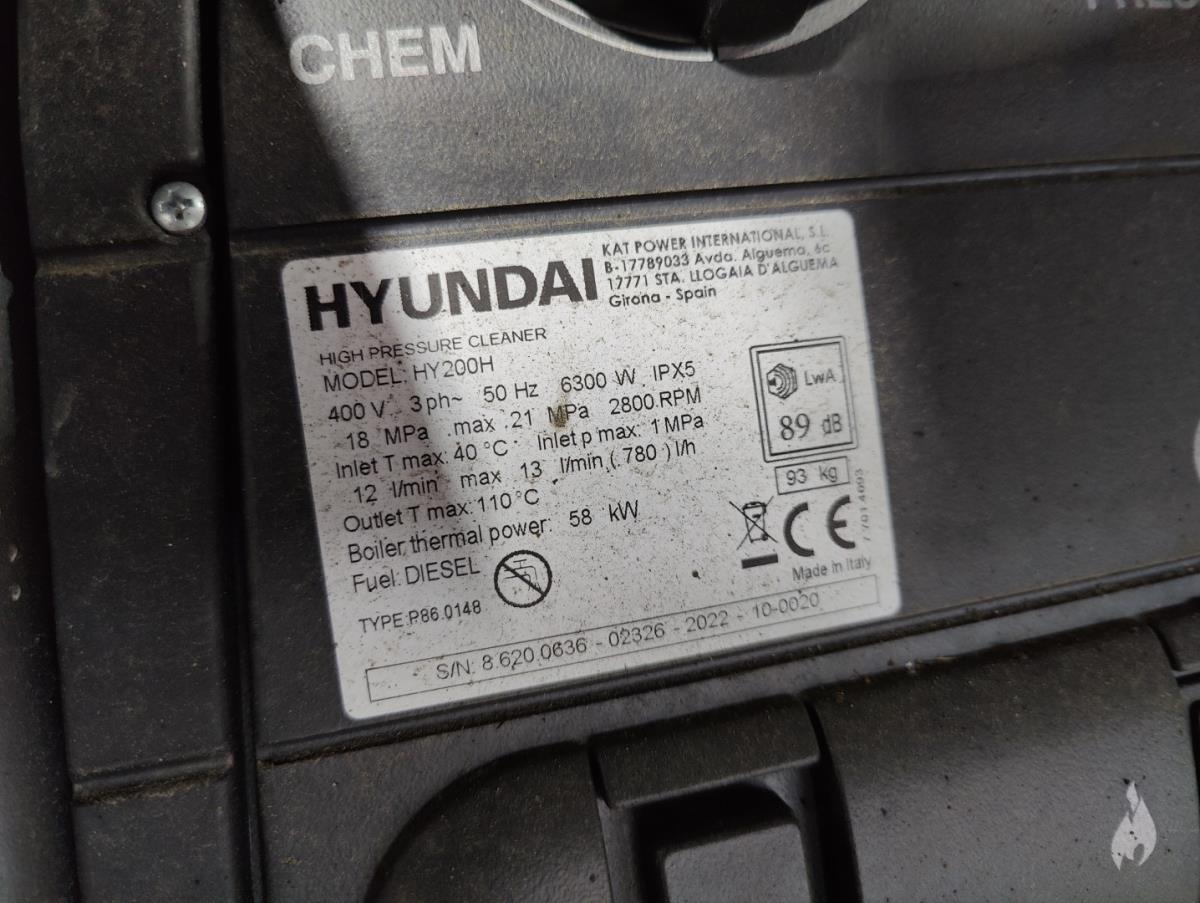 CHEM
HYUNDAI
KAT POWER INTERNATIONAL, S.L.
B-17789033 Avda. Alguema, 6c
17771 STA. LLOGAIA D'ALGUEMA
Girona - Spain
HIGH PRESSURE CLEANER
MODEL: HY200H
400 V 3 ph~ 50 Hz 6300 W IPX5
18 MPa max 21 MPa 2800 RPM
Inlet T max: 40 °C Inlet p max: 1 MPa
12 l/min max 13 l/min ( 780 ) l/h
Outlet T max: 110 °C
Boiler thermal power: 58 kW
Fuel: DIESEL
TYPE: P86.0148
LwA
89 dB
93 kg
CE
Made in Italy
S/N: 8.620.0636 - 02326 - 2022 - 10-0020